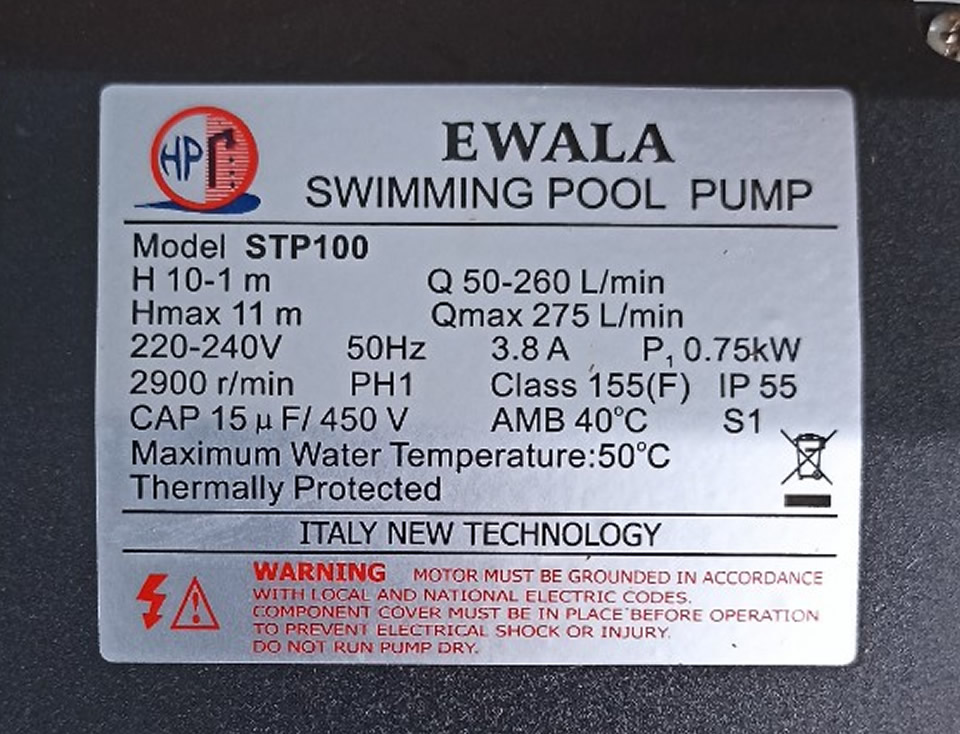 HP
EWALA
SWIMMING POOL PUMP
Model STP100
H 10-1 m Q 50-260 L/min
Hmax 11 m Qmax 275 L/min
220-240V 50Hz 3.8 A P₁ 0.75kW
2900 r/min PH1 Class 155(F) IP 55
CAP 15 µF/ 450 V AMB 40°C S1
Maximum Water Temperature:50°C
Thermally Protected
ITALY NEW TECHNOLOGY
WARNING MOTOR MUST BE GROUNDED IN ACCORDANCE
WITH LOCAL AND NATIONAL ELECTRIC CODES.
COMPONENT COVER MUST BE IN PLACE BEFORE OPERATION
TO PREVENT ELECTRICAL SHOCK OR INJURY.
DO NOT RUN PUMP DRY.